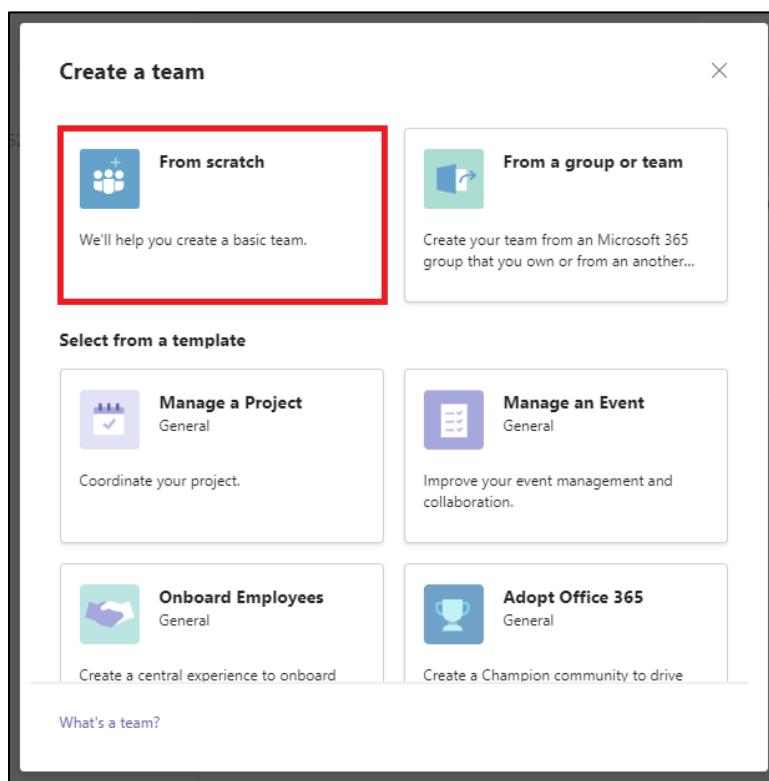 Create a team
From scratch
We'll help you create a basic team.
From a group or team
Create your team from an Microsoft 365
group that you own or from an another...
Select from a template
Manage a Project
General
Coordinate your project.
Manage an Event
General
Improve your event management and
collaboration.
Onboard Employees
General
Create a central experience to onboard
Adopt Office 365
General
Create a Champion community to drive
What's a team?